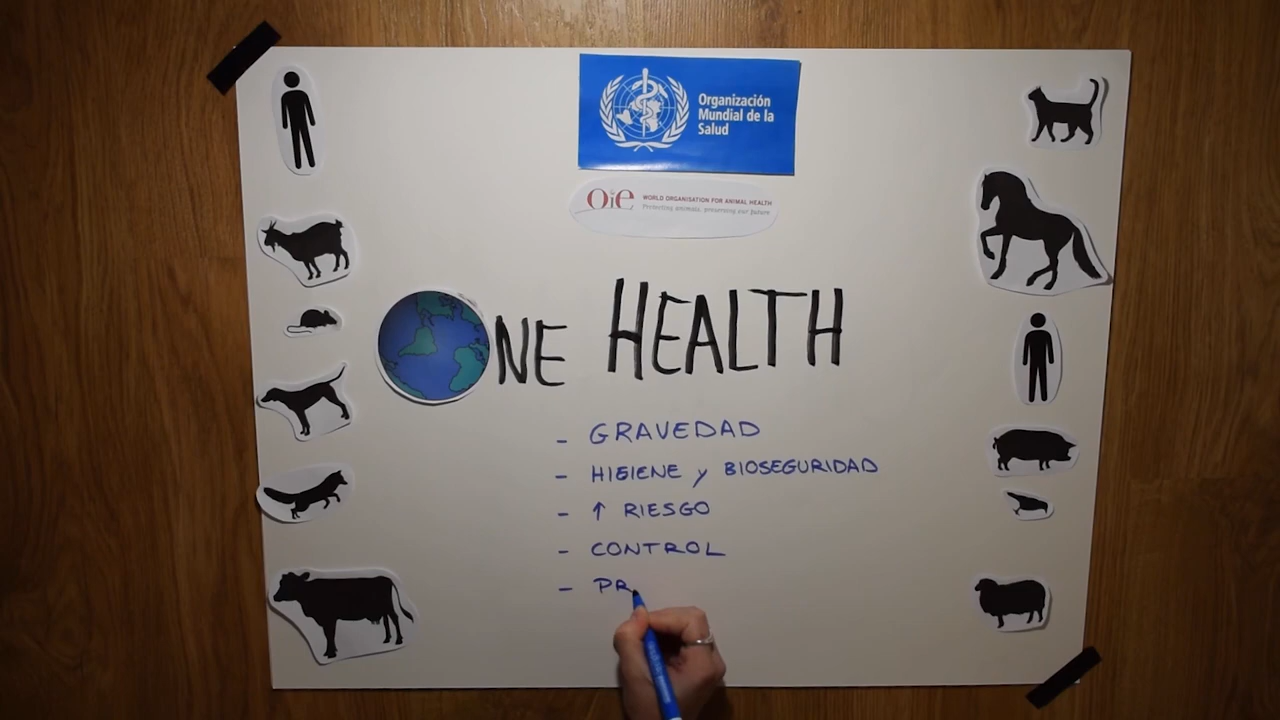 Organización
Mundial de la
Salud
OiE WORLD ORGANISATION FOR ANIMAL HEALTH
Protecting animals, preserving our future
NE HEALTH
- GRAVEDAD
- HIGIENE y BIOSEGURIDAD
- ↑ RIESGO
- CONTROL
- PR